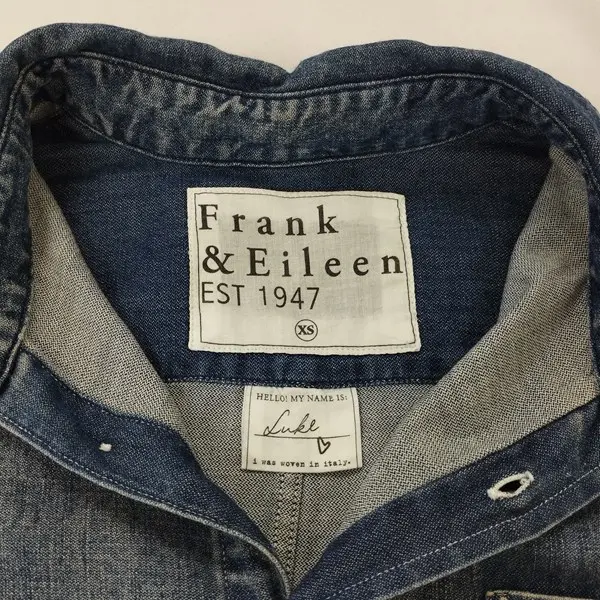 Frank
& Eileen
EST 1947
XS
HELLO! MY NAME IS:
Luke
i was woven in italy.